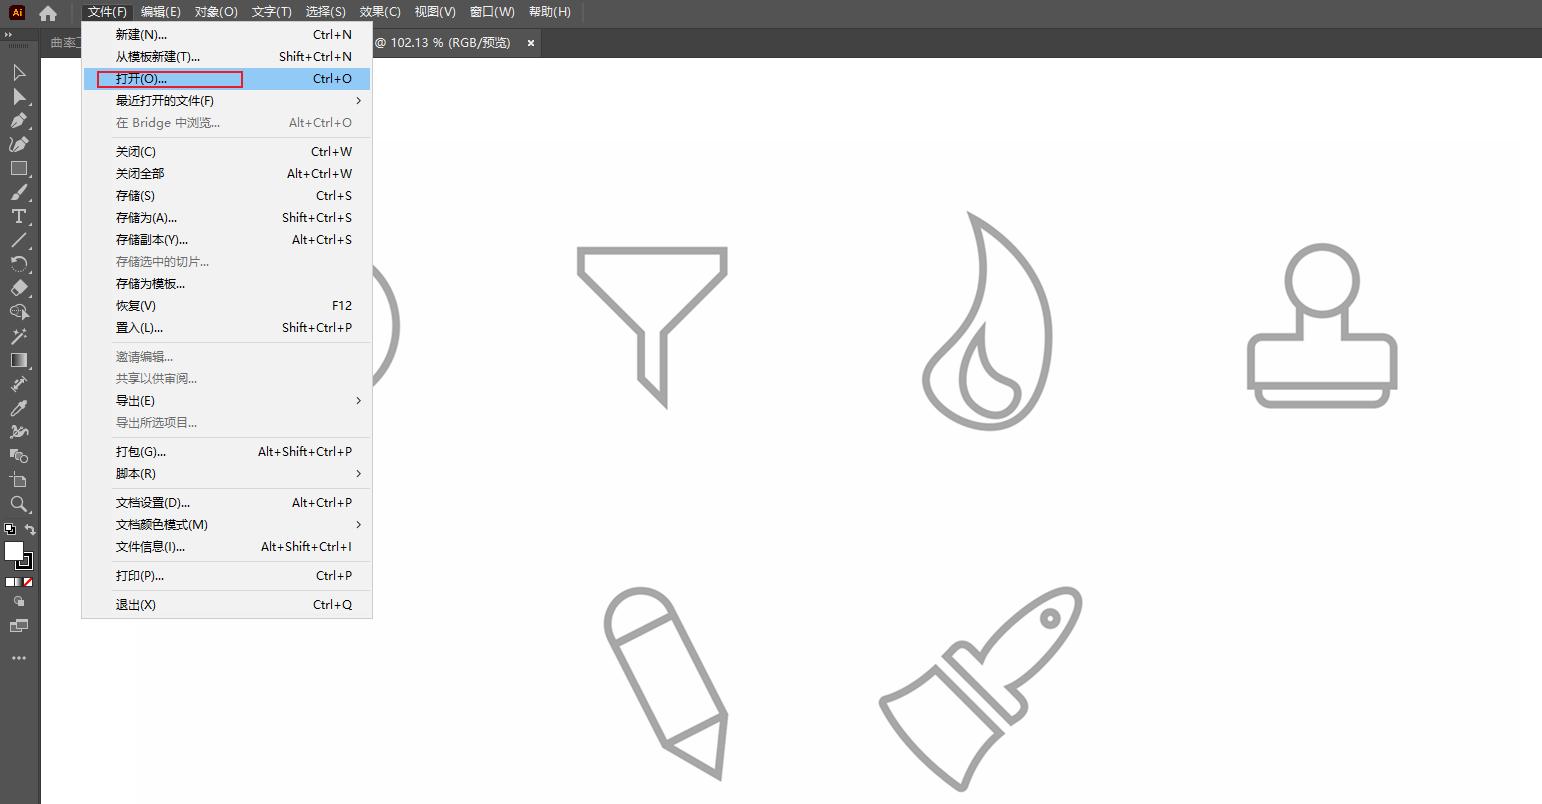 Ai
文件(F) 编辑(E) 对象(O) 文字(T) 选择(S) 效果(C) 视图(V) 窗口(W) 帮助(H)
曲率 @ 102.13 % (RGB/预览) ×
新建(N)... Ctrl+N
从模板新建(T)... Shift+Ctrl+N
打开(O)... Ctrl+O
最近打开的文件(F)
在 Bridge 中浏览... Alt+Ctrl+O
关闭(C) Ctrl+W
关闭全部 Alt+Ctrl+W
存储(S) Ctrl+S
存储为(A)... Shift+Ctrl+S
存储副本(Y)... Alt+Ctrl+S
存储选中的切片...
存储为模板...
恢复(V) F12
置入(L)... Shift+Ctrl+P
邀请编辑...
共享以供审阅...
导出(E)
导出所选项目...
打包(G)... Alt+Shift+Ctrl+P
脚本(R)
文档设置(D)... Alt+Ctrl+P
文档颜色模式(M)
文件信息(I)... Alt+Shift+Ctrl+I
打印(P)... Ctrl+P
退出(X) Ctrl+Q